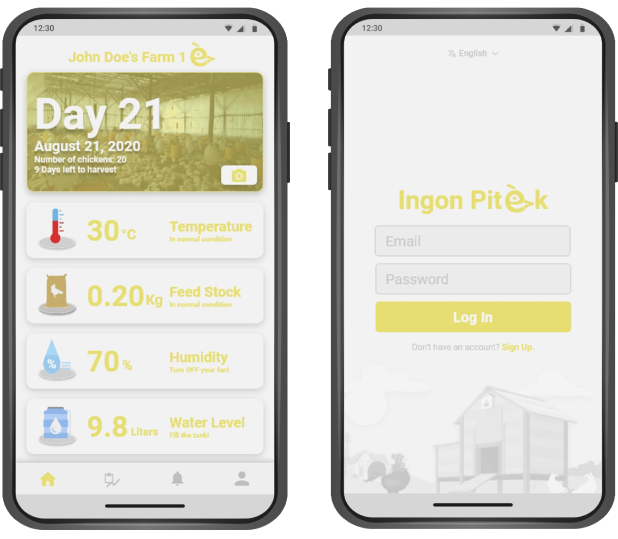 12:30
John Doe's Farm 1
Day 21
August 21, 2020
Number of chickens: 20
9 Days left to harvest
30°C
Temperature
In normal condition
0.20Kg
Feed Stock
In normal condition
%
70%
Humidity
Turn OFF your fan!
9.8 Liters
Water Level
Fill the tank!
12:30
English
Ingon Pitèk
Email
Password
Log In
Don't have an account? Sign Up.